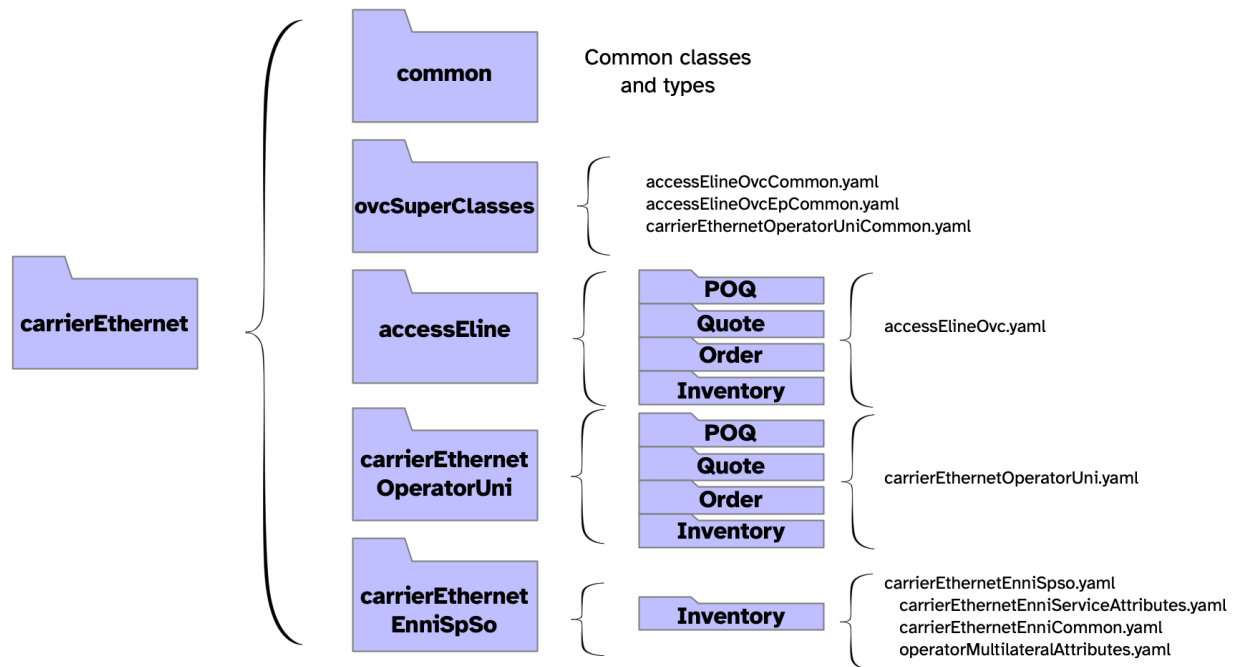 carrierEthernet
common
Common classes
and types
ovcSuperClasses
accessElineOvcCommon.yaml
accessElineOvcEpCommon.yaml
carrierEthernetOperatorUniCommon.yaml
accessEline
POQ
Quote
Order
Inventory
accessElineOvc.yaml
carrierEthernet
OperatorUni
POQ
Quote
Order
Inventory
carrierEthernetOperatorUni.yaml
carrierEthernet
EnniSpSo
Inventory
carrierEthernetEnniSpso.yaml
carrierEthernetEnniServiceAttributes.yaml
carrierEthernetEnniCommon.yaml
operatorMultilateralAttributes.yaml